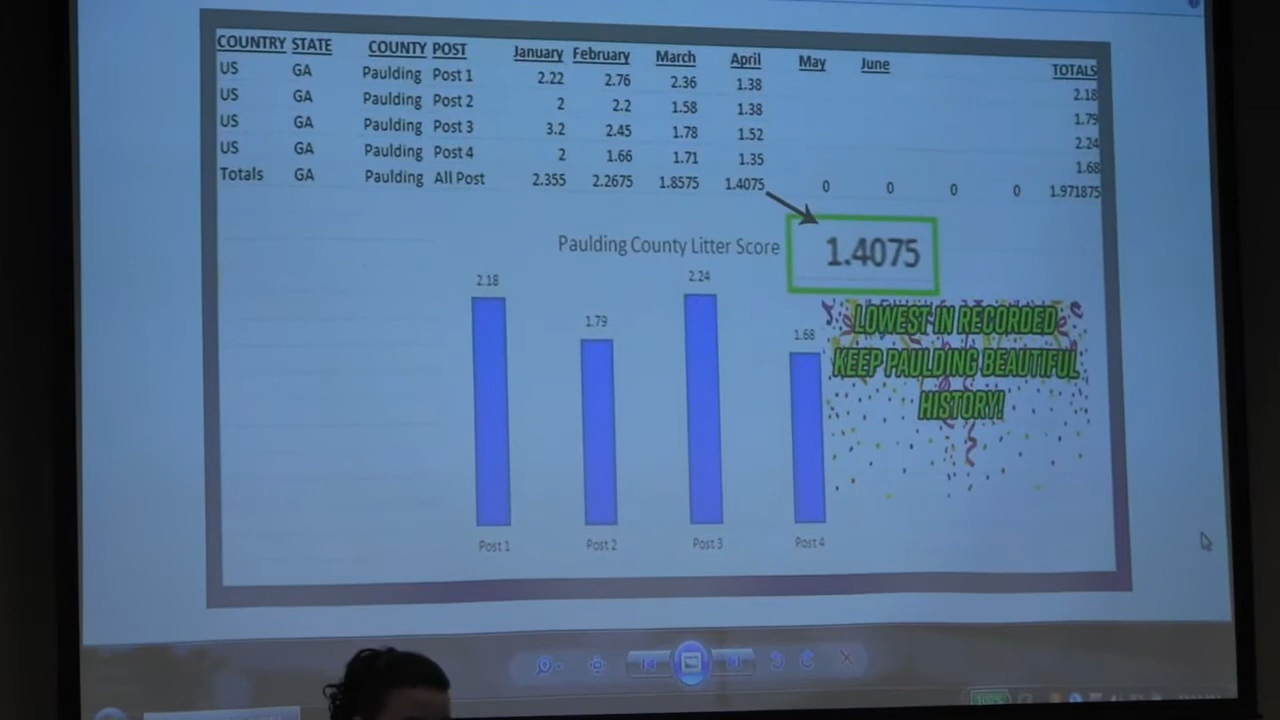 COUNTRY STATE COUNTY POST January February March April May June TOTALS
US GA Paulding Post 1 2.22 2.76 2.36 1.38 2.18
US GA Paulding Post 2 2 2.2 1.58 1.38 1.79
US GA Paulding Post 3 3.2 2.45 1.78 1.52 2.24
US GA Paulding Post 4 2 1.66 1.71 1.35 1.68
Totals GA Paulding All Post 2.355 2.2675 1.8575 1.4075 0 0 0 0 1.971875
Paulding County Litter Score 1.4075
2.18 1.79 2.24 1.68
LOWEST IN RECORDED
KEEP PAULDING BEAUTIFUL
HISTORY!
Post 1 Post 2 Post 3 Post 4